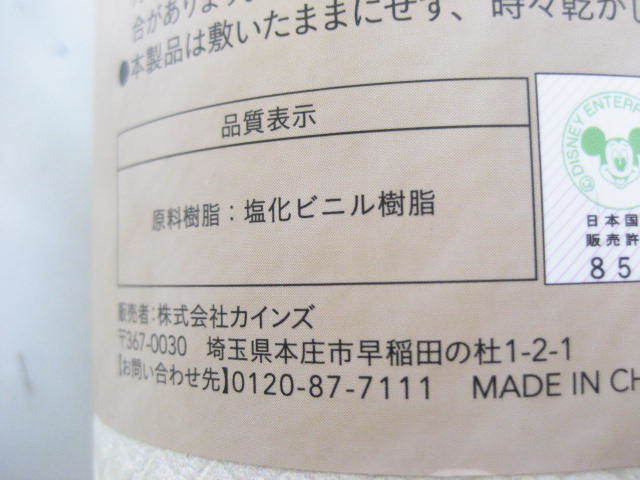 合があります。
●本製品は敷いたままにせず、時々乾かし
品質表示
原料樹脂：塩化ビニル樹脂
©DISNEY ENTERP
日本国
販売許
85
販売者：株式会社カインズ
〒367-0030 埼玉県本庄市早稲田の杜1-2-1
【お問い合わせ先】0120-87-7111 MADE IN CH